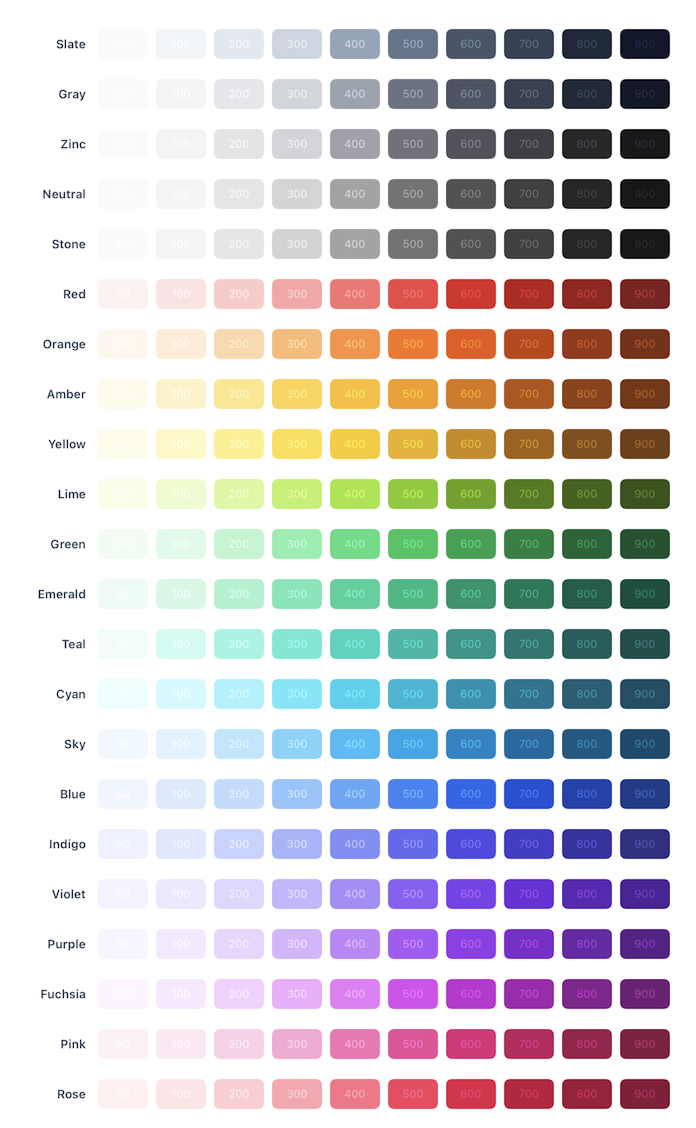 Slate 50 100 200 300 400 500 600 700 800 900
Gray 50 100 200 300 400 500 600 700 800 900
Zinc 50 100 200 300 400 500 600 700 800 900
Neutral 50 100 200 300 400 500 600 700 800 900
Stone 50 100 200 300 400 500 600 700 800 900
Red 50 100 200 300 400 500 600 700 800 900
Orange 50 100 200 300 400 500 600 700 800 900
Amber 50 100 200 300 400 500 600 700 800 900
Yellow 50 100 200 300 400 500 600 700 800 900
Lime 50 100 200 300 400 500 600 700 800 900
Green 50 100 200 300 400 500 600 700 800 900
Emerald 50 100 200 300 400 500 600 700 800 900
Teal 50 100 200 300 400 500 600 700 800 900
Cyan 50 100 200 300 400 500 600 700 800 900
Sky 50 100 200 300 400 500 600 700 800 900
Blue 50 100 200 300 400 500 600 700 800 900
Indigo 50 100 200 300 400 500 600 700 800 900
Violet 50 100 200 300 400 500 600 700 800 900
Purple 50 100 200 300 400 500 600 700 800 900
Fuchsia 50 100 200 300 400 500 600 700 800 900
Pink 50 100 200 300 400 500 600 700 800 900
Rose 50 100 200 300 400 500 600 700 800 900